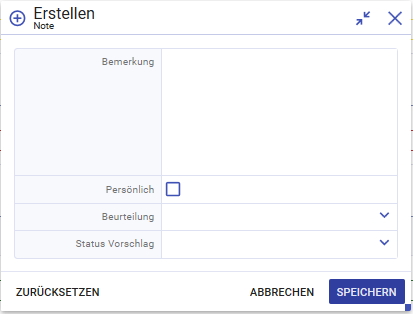 Erstellen
Note
Bemerkung
Persönlich
Beurteilung
Status Vorschlag
ZURÜCKSETZEN
ABBRECHEN
SPEICHERN